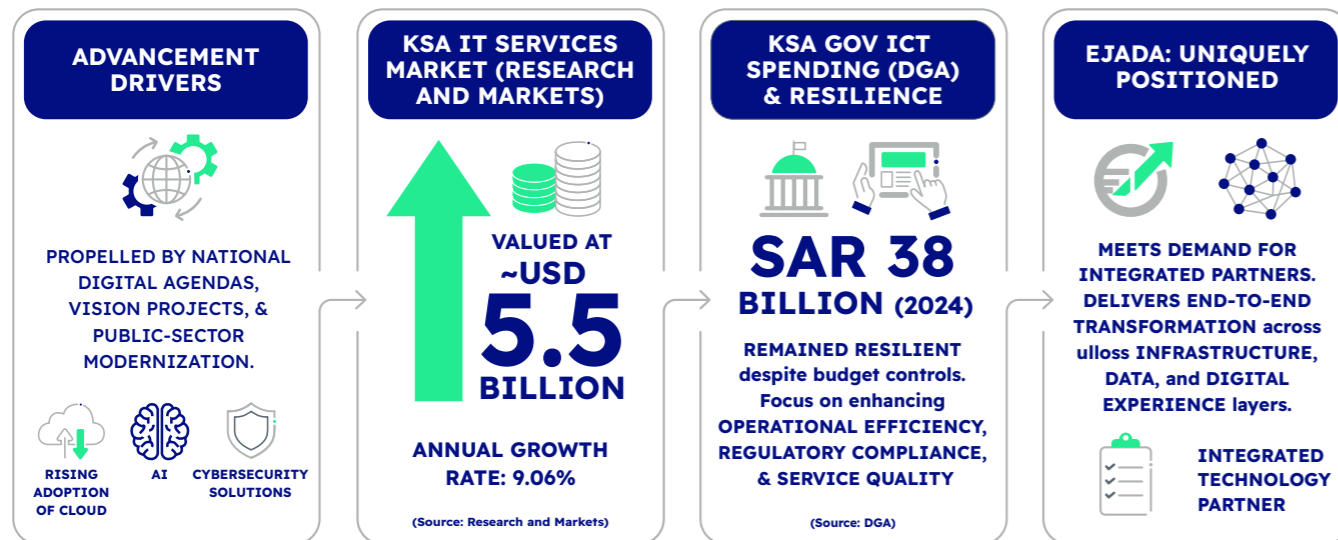 ADVANCEMENT
DRIVERS
PROPELLED BY NATIONAL
DIGITAL AGENDAS,
VISION PROJECTS, &
PUBLIC-SECTOR
MODERNIZATION.
RISING
ADOPTION
OF CLOUD
AI
CYBERSECURITY
SOLUTIONS
KSA IT SERVICES
MARKET (RESEARCH
AND MARKETS)
VALUED AT
~USD
5.5
BILLION
ANNUAL GROWTH
RATE: 9.06%
(Source: Research and Markets)
KSA GOV ICT
SPENDING (DGA)
& RESILIENCE
SAR 38
BILLION (2024)
REMAINED RESILIENT
despite budget controls.
Focus on enhancing
OPERATIONAL EFFICIENCY,
REGULATORY COMPLIANCE,
& SERVICE QUALITY
(Source: DGA)
EJADA: UNIQUELY
POSITIONED
MEETS DEMAND FOR
INTEGRATED PARTNERS.
DELIVERS END-TO-END
TRANSFORMATION across
ulloss INFRASTRUCTURE,
DATA, and DIGITAL
EXPERIENCE layers.
INTEGRATED
TECHNOLOGY
PARTNER